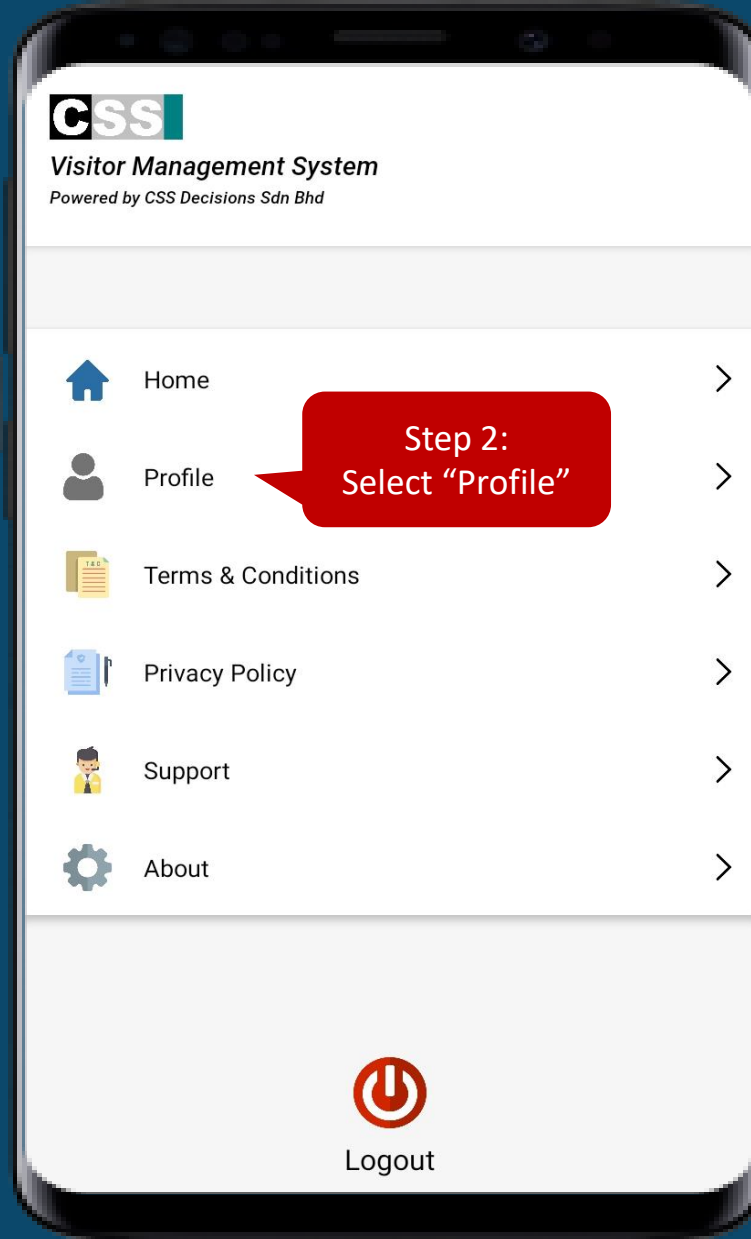 CSS
Visitor Management System
Powered by CSS Decisions Sdn Bhd
Home
Step 2:
Select “Profile”
Profile
Terms & Conditions
Privacy Policy
Support
About
Logout